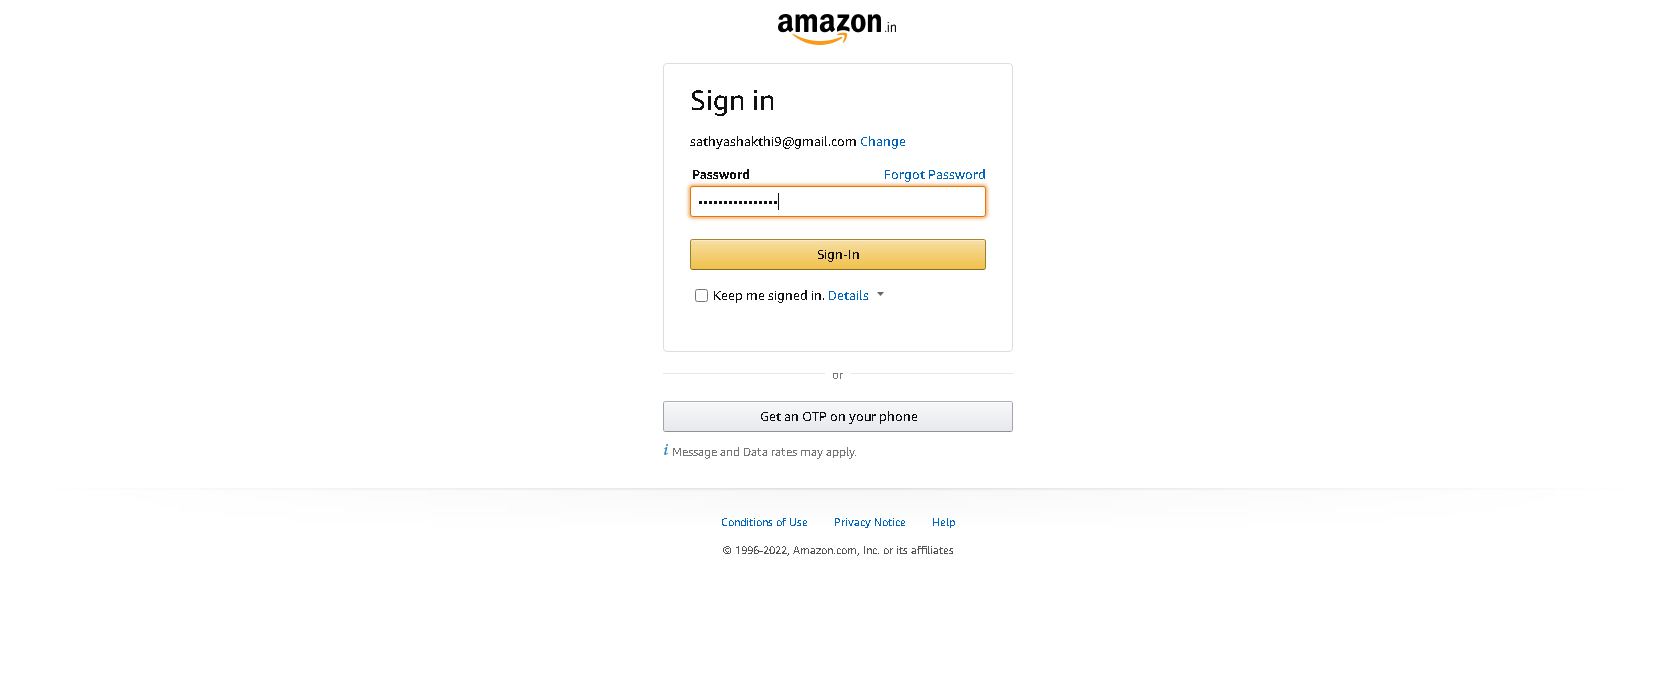 amazon.in
Sign in
sathyashakthi9@gmail.com Change
Password Forgot Password
••••••••••••••••
Sign-In
Keep me signed in. Details
or
Get an OTP on your phone
i Message and Data rates may apply.
Conditions of Use Privacy Notice Help
© 1996-2022, Amazon.com, Inc. or its affiliates